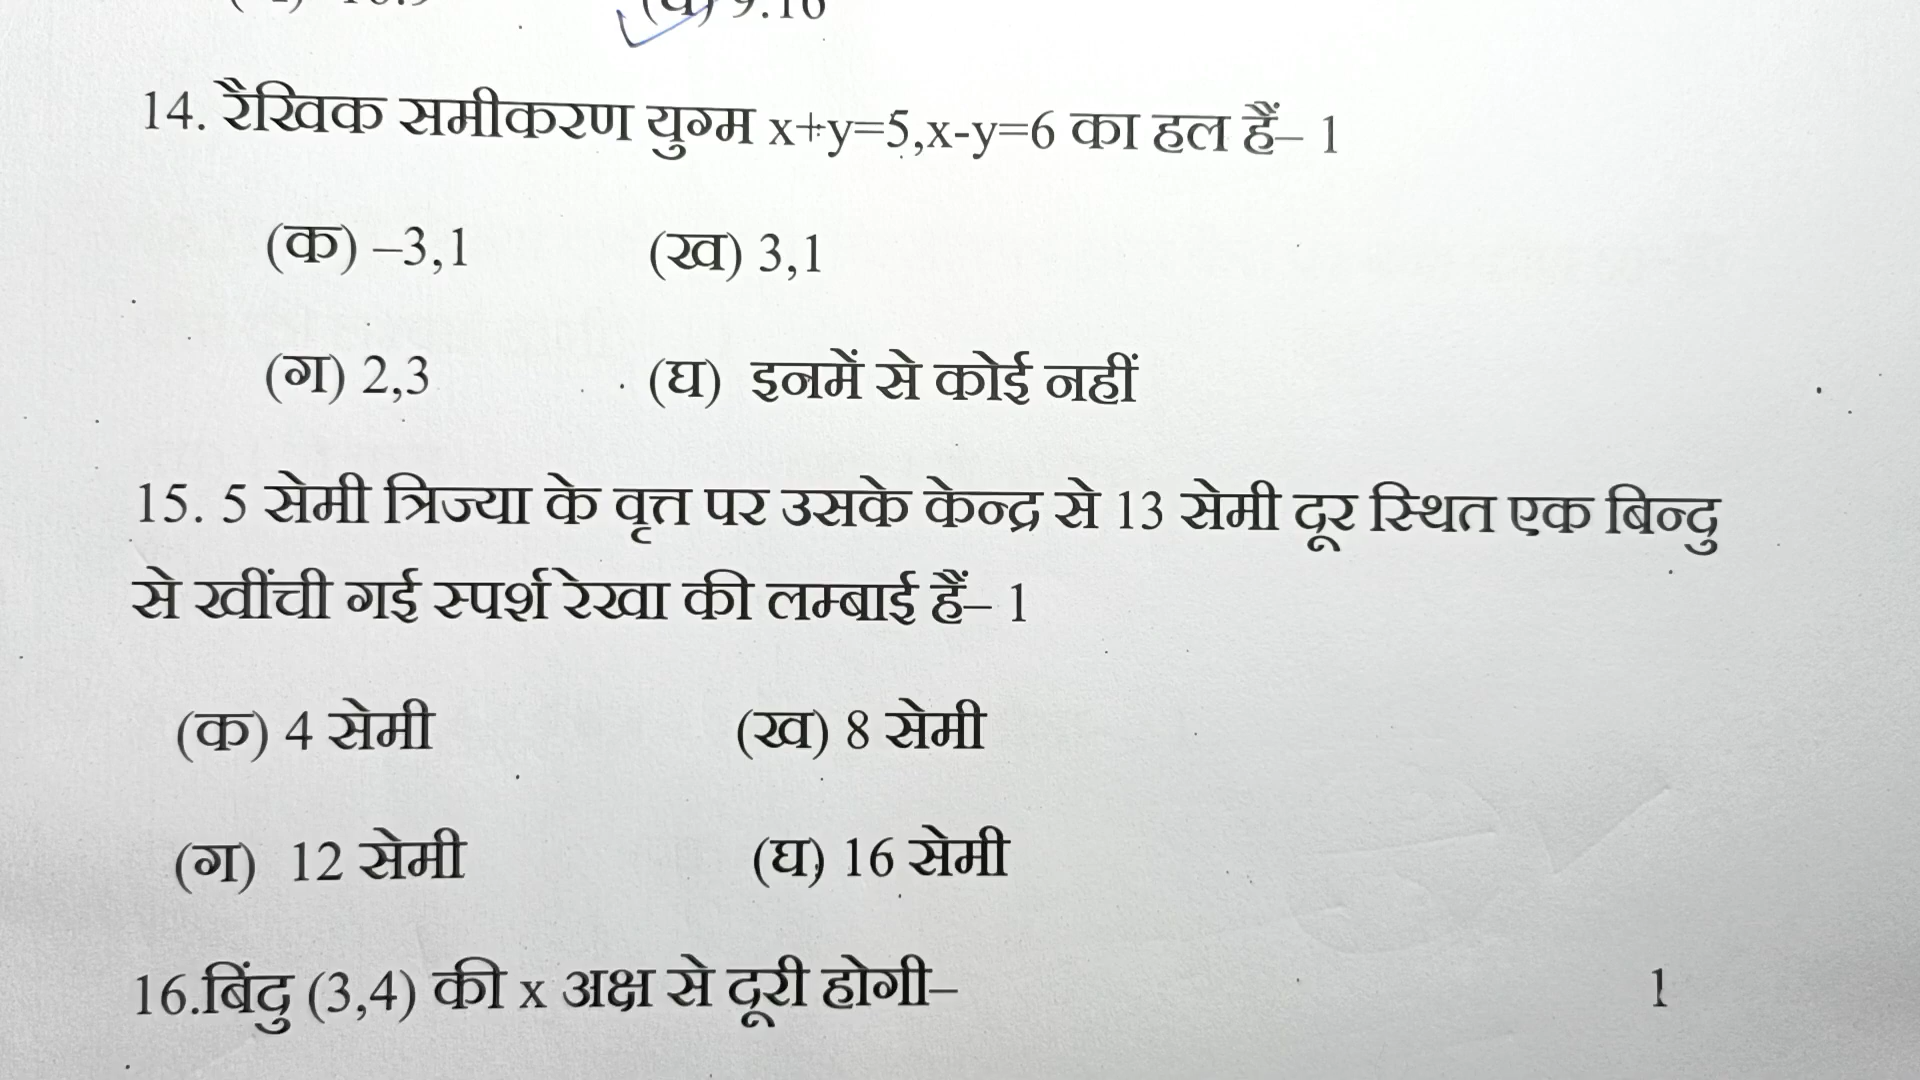 14. रैखिक समीकरण युग्म x+y=5,x-y=6 का हल हैं– 1
(क) –3,1 (ख) 3,1
(ग) 2,3 (घ) इनमें से कोई नहीं
15. 5 सेमी त्रिज्या के वृत्त पर उसके केन्द्र से 13 सेमी दूर स्थित एक बिन्दु
से खींची गई स्पर्श रेखा की लम्बाई हैं– 1
(क) 4 सेमी (ख) 8 सेमी
(ग) 12 सेमी (घ) 16 सेमी
16.बिंदु (3,4) की x अक्ष से दूरी होगी– 1